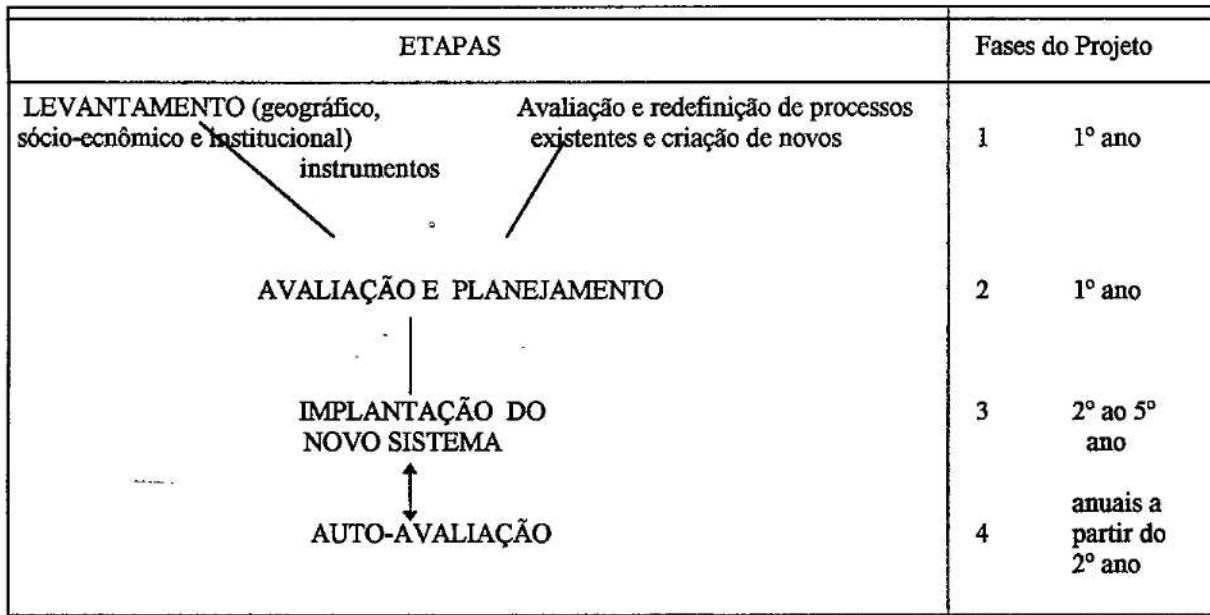 ETAPAS
Fases do Projeto
LEVANTAMENTO (geográfico,
sócio-ecnômico e institucional)
instrumentos
Avaliação e redefinição de processos
existentes e criação de novos
1 1º ano
AVALIAÇÃO E PLANEJAMENTO
2 1º ano
IMPLANTAÇÃO DO
NOVO SISTEMA
3 2º ao 5º
ano
AUTO-AVALIAÇÃO
4 anuais a
partir do
2º ano